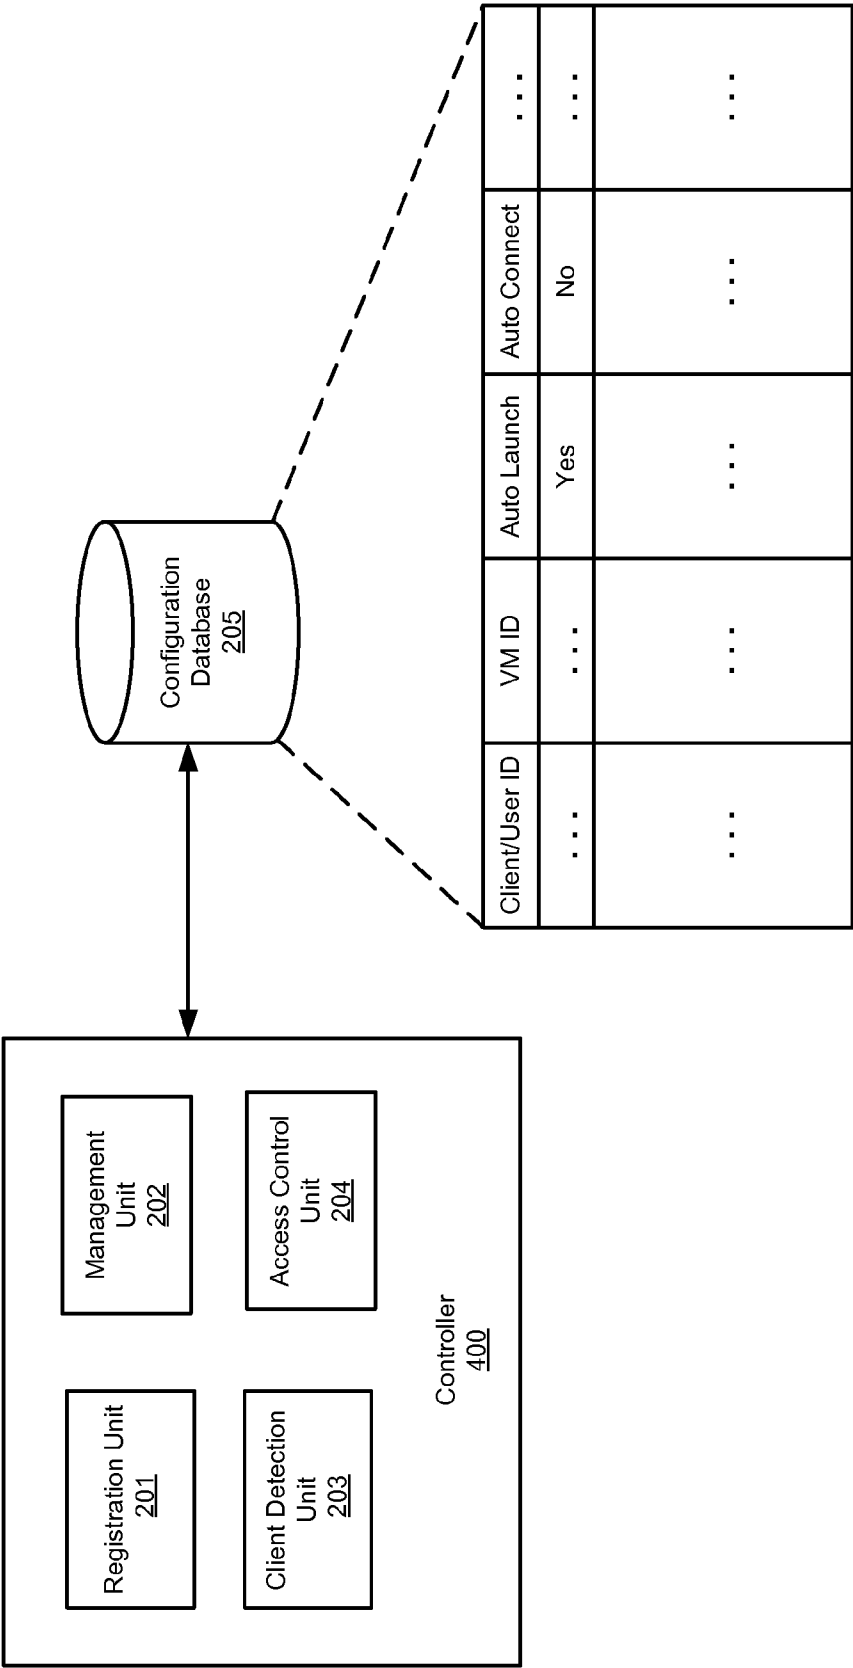 Registration Unit
201
Management
Unit
202
Client Detection
Unit
203
Access Control
Unit
204
Controller
400
Configuration
Database
205
Client/User ID
VM ID
Auto Launch
Auto Connect
...
...
...
Yes
No
...
...
...
...
...
...